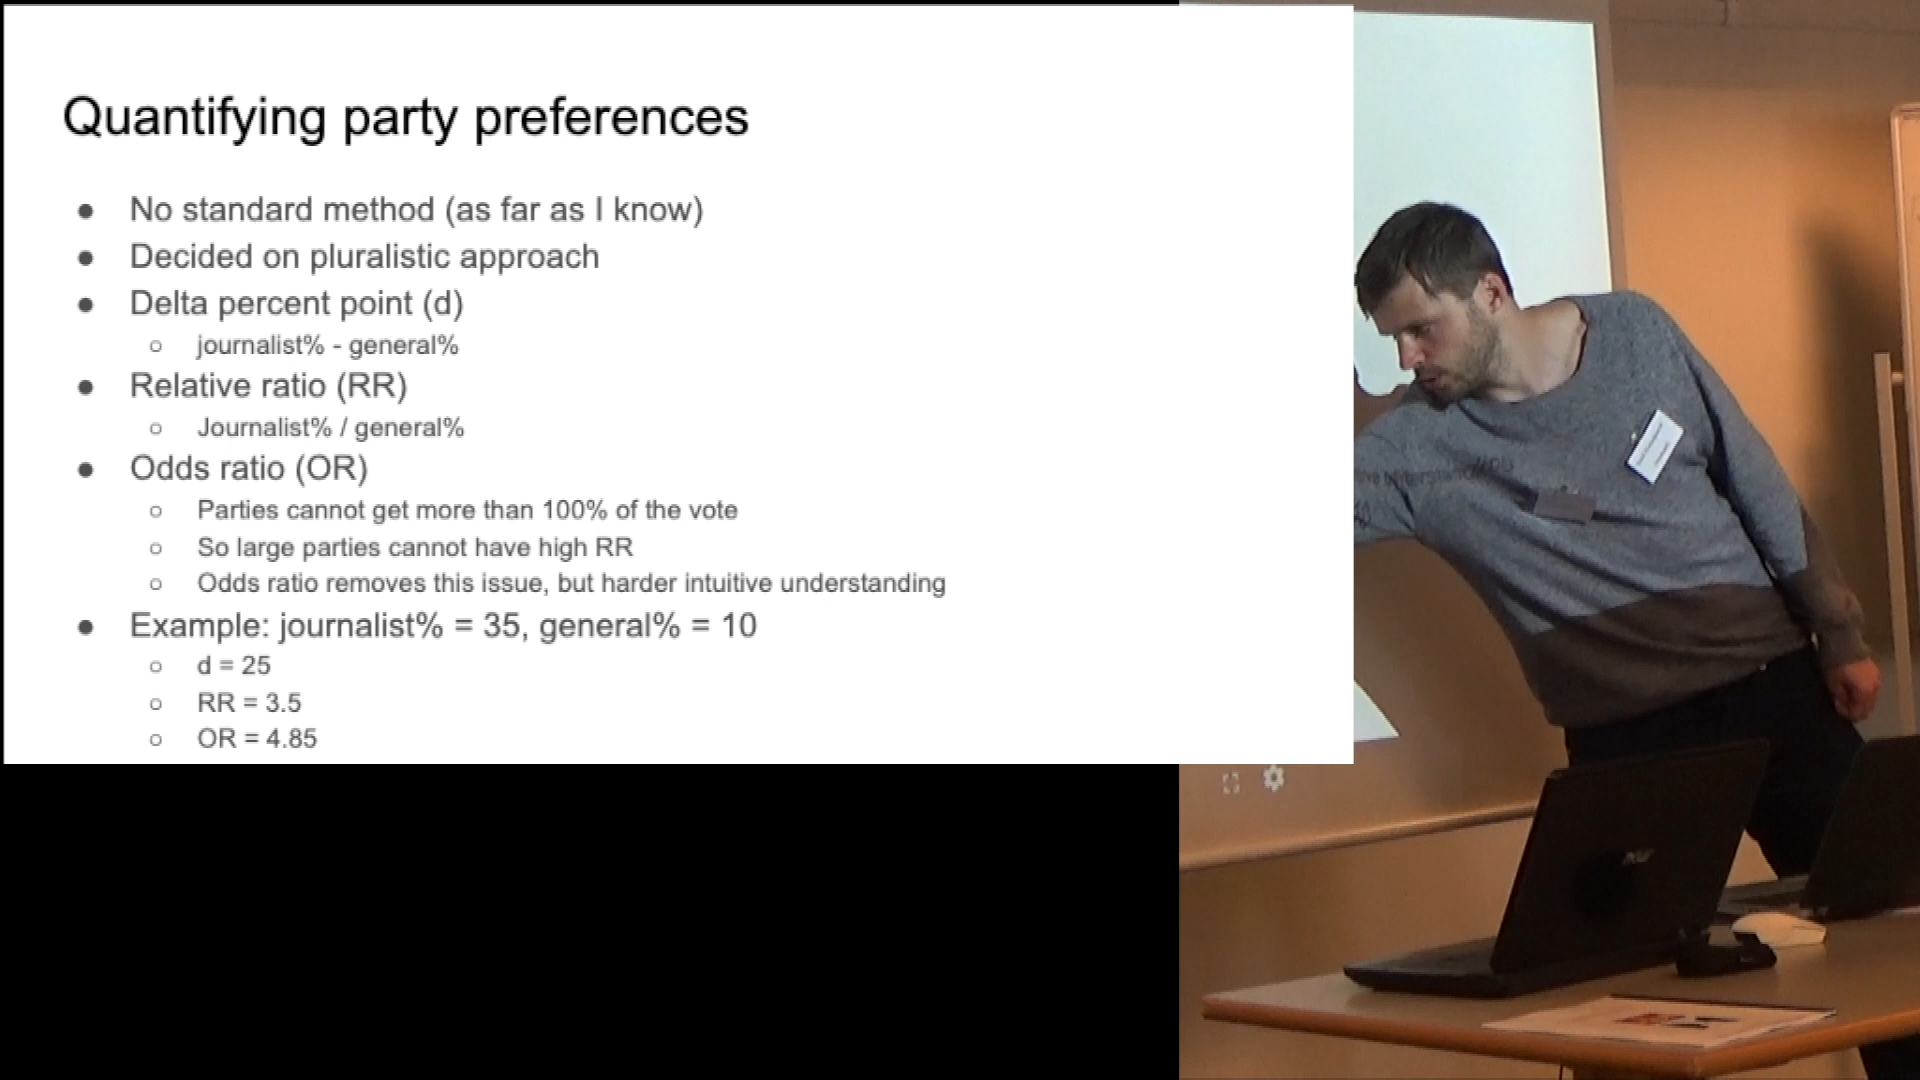 Quantifying party preferences
● No standard method (as far as I know)
● Decided on pluralistic approach
● Delta percent point (d)
○ journalist% - general%
● Relative ratio (RR)
○ Journalist% / general%
● Odds ratio (OR)
○ Parties cannot get more than 100% of the vote
○ So large parties cannot have high RR
○ Odds ratio removes this issue, but harder intuitive understanding
● Example: journalist% = 35, general% = 10
○ d = 25
○ RR = 3.5
○ OR = 4.85
acer